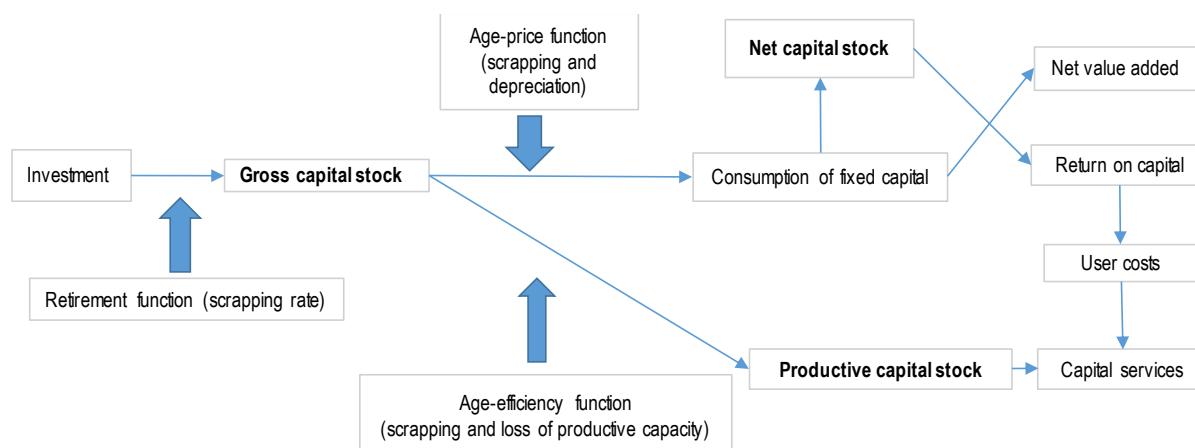 Age-price function
(scrapping and
depreciation)
Net capital stock
Net value added
Investment
Gross capital stock
Consumption of fixed capital
Return on capital
Retirement function (scrapping rate)
User costs
Productive capital stock
Capital services
Age-efficiency function
(scrapping and loss of productive capacity)